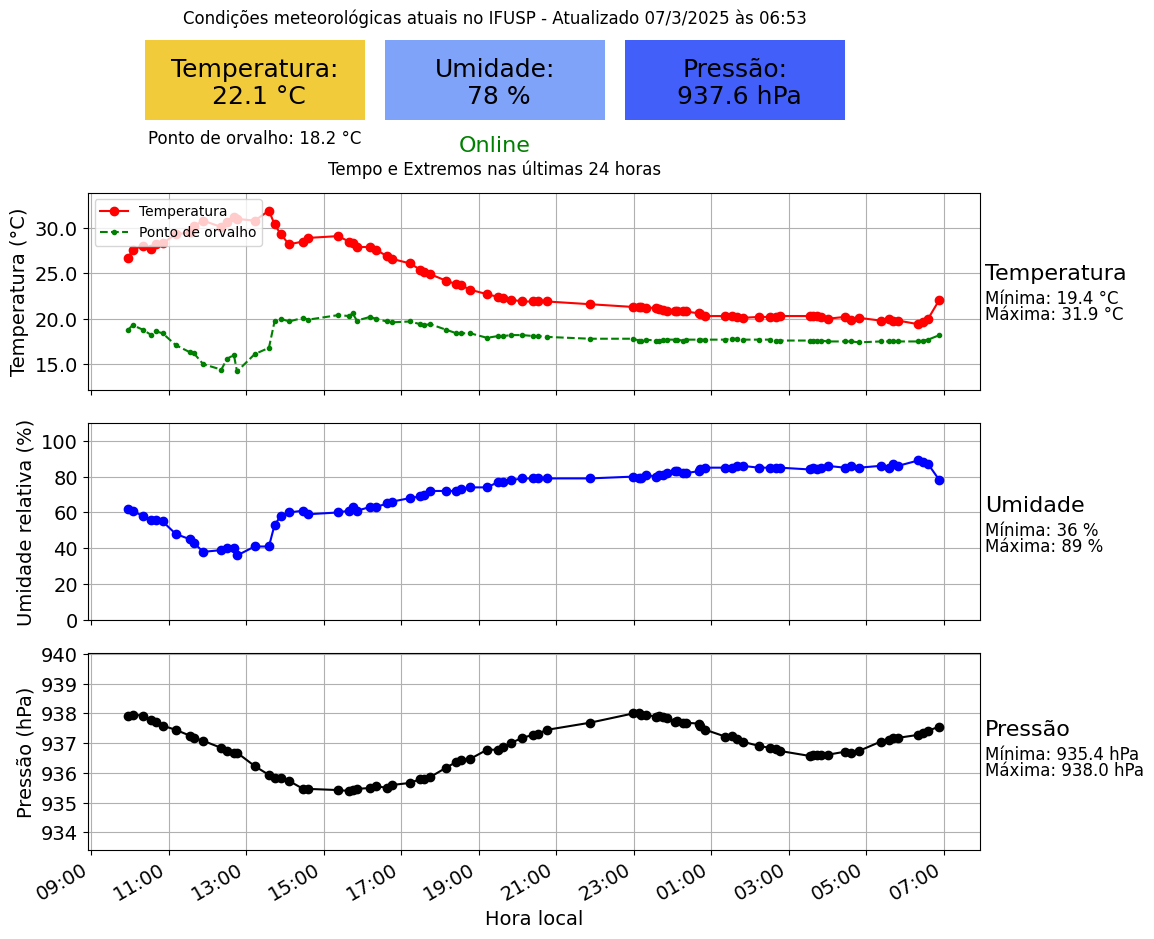 Condições meteorológicas atuais no IFUSP - Atualizado 07/3/2025 às 06:53
Temperatura:
22.1 °C
Umidade:
78 %
Pressão:
937.6 hPa
Ponto de orvalho: 18.2 °C
Online
Tempo e Extremos nas últimas 24 horas
Temperatura (°C)
30.0
25.0
20.0
15.0
Temperatura
Ponto de orvalho
Temperatura
Mínima: 19.4 °C
Máxima: 31.9 °C
Umidade relativa (%)
100
80
60
40
20
0
Umidade
Mínima: 36 %
Máxima: 89 %
Pressão (hPa)
940
939
938
937
936
935
934
Pressão
Mínima: 935.4 hPa
Máxima: 938.0 hPa
09:00
11:00
13:00
15:00
17:00
19:00
21:00
23:00
01:00
03:00
05:00
07:00
Hora local